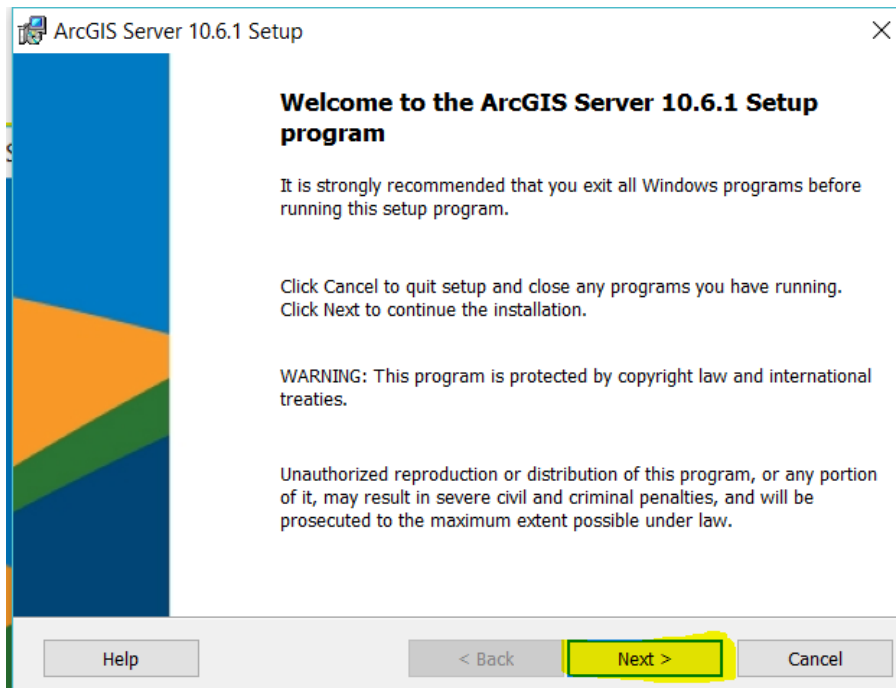 ArcGIS Server 10.6.1 Setup
Welcome to the ArcGIS Server 10.6.1 Setup
program
It is strongly recommended that you exit all Windows programs before
running this setup program.
Click Cancel to quit setup and close any programs you have running.
Click Next to continue the installation.
WARNING: This program is protected by copyright law and international
treaties.
Unauthorized reproduction or distribution of this program, or any portion
of it, may result in severe civil and criminal penalties, and will be
prosecuted to the maximum extent possible under law.
Help
< Back
Next >
Cancel